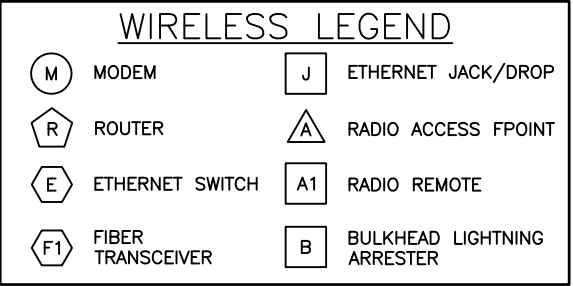 WIRELESS LEGEND
M MODEM
R ROUTER
E ETHERNET SWITCH
F1 FIBER
TRANSCEIVER
J ETHERNET JACK/DROP
A RADIO ACCESS FPOINT
A1 RADIO REMOTE
B BULKHEAD LIGHTNING
ARRESTER